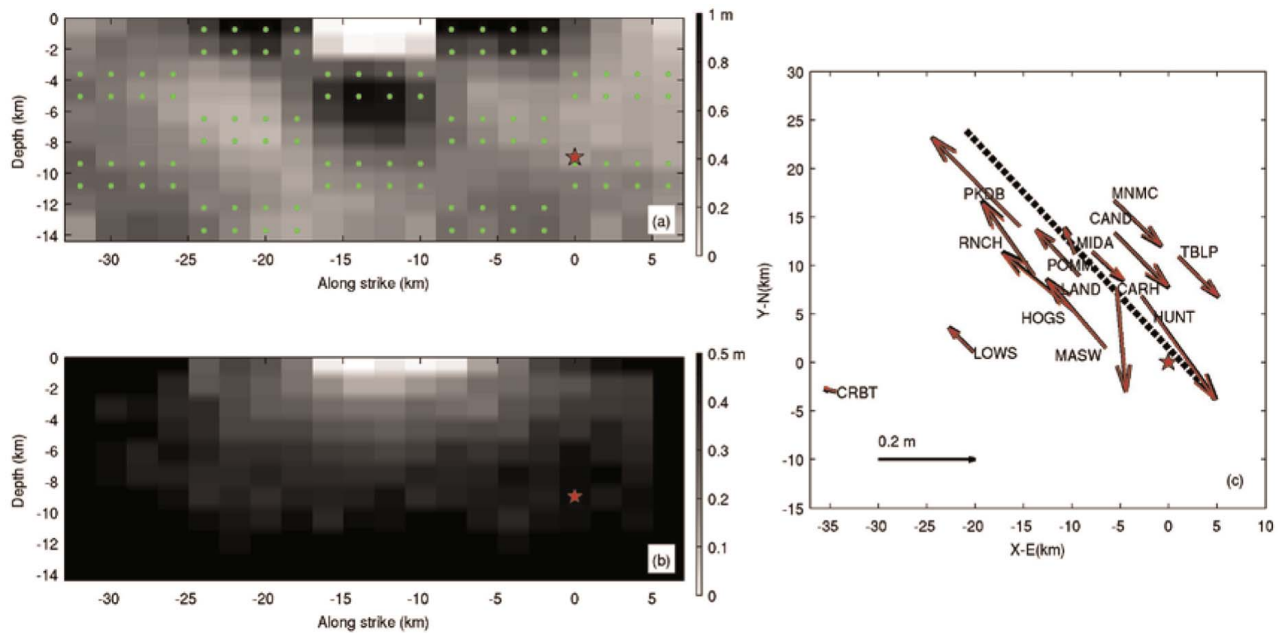 0
-2
-4
-6
-8
-10
-12
-14
Depth (km)
-30
-25
-20
-15
-10
-5
0
5
Along strike (km)
(a)
1 m
0.8
0.6
0.4
0.2
0
0
-2
-4
-6
-8
-10
-12
-14
Depth (km)
-30
-25
-20
-15
-10
-5
0
5
Along strike (km)
(b)
0.5 m
0.4
0.3
0.2
0.1
0
30
25
20
15
10
5
0
-5
-10
-15
Y-N(km)
PKDB
MNMC
CAND
RNCH
MIDA
TBLP
POMM
LAND
CARH
HOGS
HUNT
LOWS
MASW
CRBT
0.2 m
(c)
-35
-30
-25
-20
-15
-10
-5
0
5
10
X-E(km)